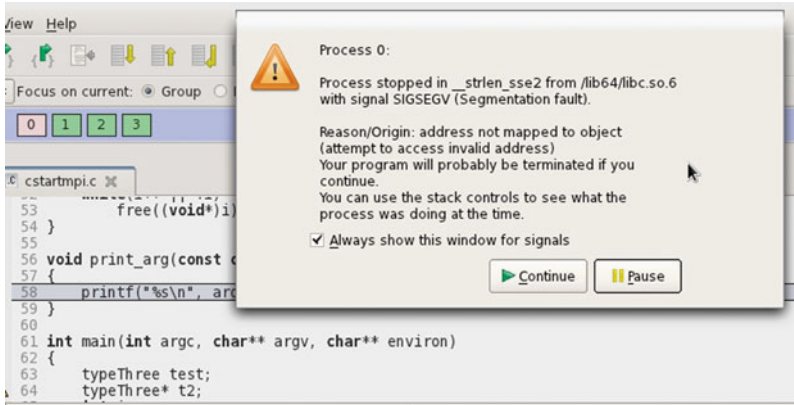 View Help
Focus on current: Group
0 1 2 3
cstartmpi.c
53 free((void*)i)
54 }
55
56 void print_arg(const
57 {
58 printf("%s\n",
59 }
60
61 int main(int argc, char** argv, char** environ)
62 {
63 typeThree test;
64 typeThree* t2;
Process 0:
Process stopped in __strlen_sse2 from /lib64/libc.so.6
with signal SIGSEGV (Segmentation fault).
Reason/Origin: address not mapped to object
(attempt to access invalid address)
Your program will probably be terminated if you
continue.
You can use the stack controls to see what the
process was doing at the time.
Always show this window for signals
Continue Pause